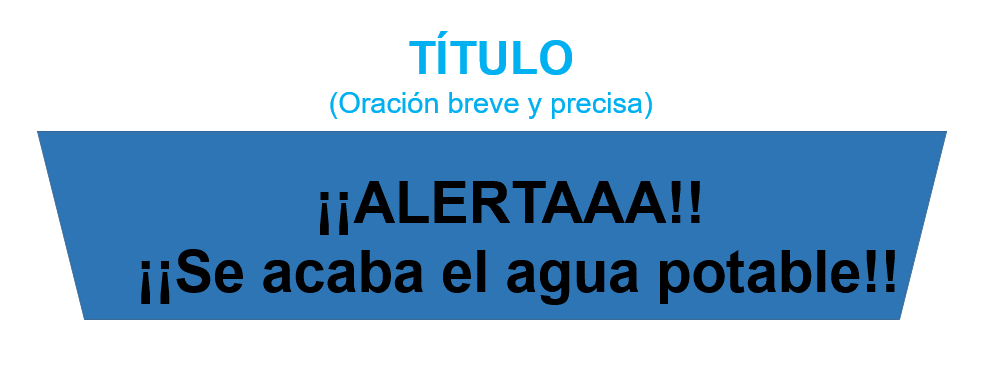 TÍTULO
(Oración breve y precisa)
¡¡ALERTAAA!!
¡¡Se acaba el agua potable!!